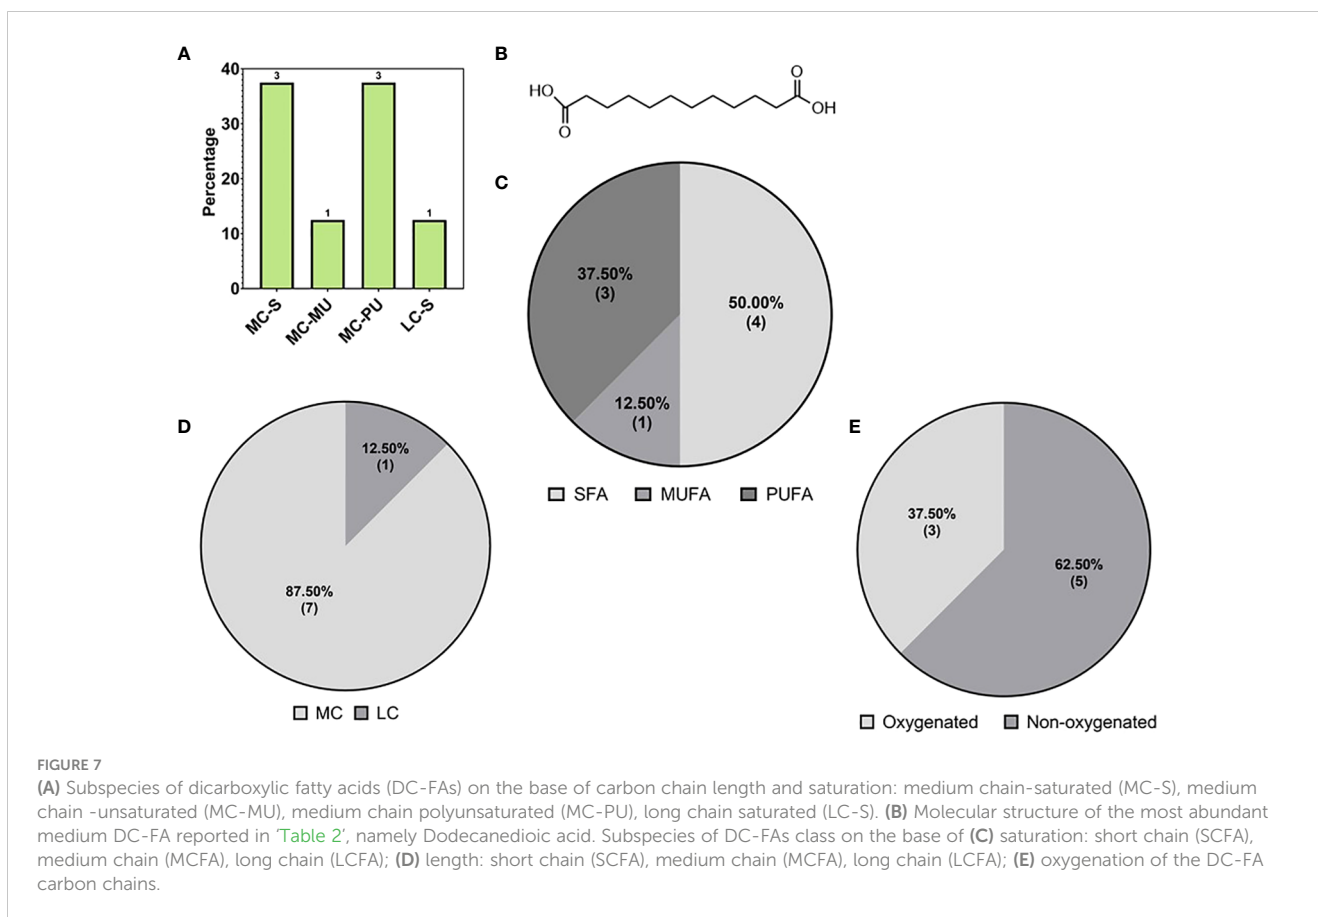 A
Percentage
40
30
20
10
0
3
1
3
1
MC-S
MC-MU
MC-PU
LC-S
B
HO
O
O
OH
C
37.50%
(3)
50.00%
(4)
12.50%
(1)
SFA MUFA PUFA
D
12.50%
(1)
87.50%
(7)
MC LC
E
37.50%
(3)
62.50%
(5)
Oxygenated Non-oxygenated
FIGURE 7
(A) Subspecies of dicarboxylic fatty acids (DC-FAs) on the base of carbon chain length and saturation: medium chain-saturated (MC-S), medium
chain -unsaturated (MC-MU), medium chain polyunsaturated (MC-PU), long chain saturated (LC-S). (B) Molecular structure of the most abundant
medium DC-FA reported in ‘Table 2’, namely Dodecanedioic acid. Subspecies of DC-FAs class on the base of (C) saturation: short chain (SCFA),
medium chain (MCFA), long chain (LCFA); (D) length: short chain (SCFA), medium chain (MCFA), long chain (LCFA); (E) oxygenation of the DC-FA
carbon chains.